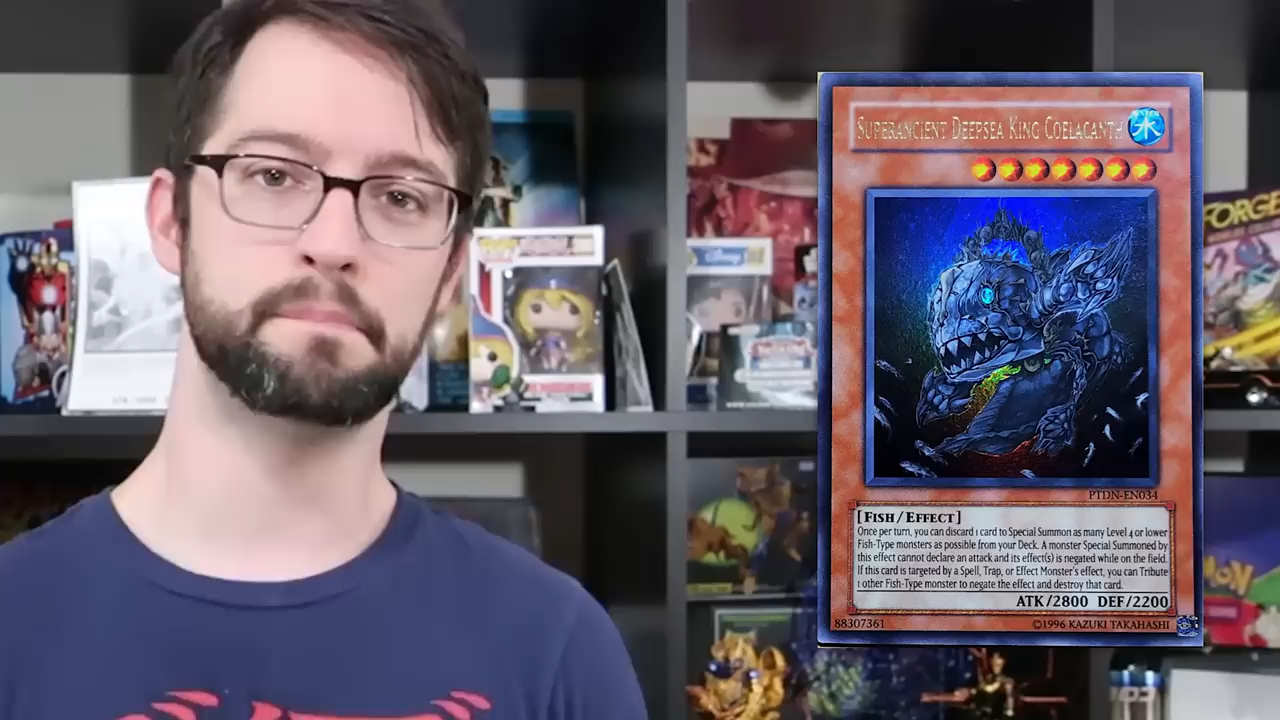 SUPERANCIENT DEEPSEA KING COELACANTH
WATER
水
PTDN-EN034
[FISH/EFFECT]
Once per turn, you can discard 1 card to Special Summon as many Level 4 or lower
Fish-Type monsters as possible from your Deck. A monster Special Summoned by
this effect cannot declare an attack and its effect(s) is negated while on the field.
If this card is targeted by a Spell, Trap, or Effect Monster's effect, you can Tribute
1 other Fish-Type monster to negate the effect and destroy that card.
ATK/2800 DEF/2200
88307361
©1996 KAZUKI TAKAHASHI
POP!
Disney
FORGE